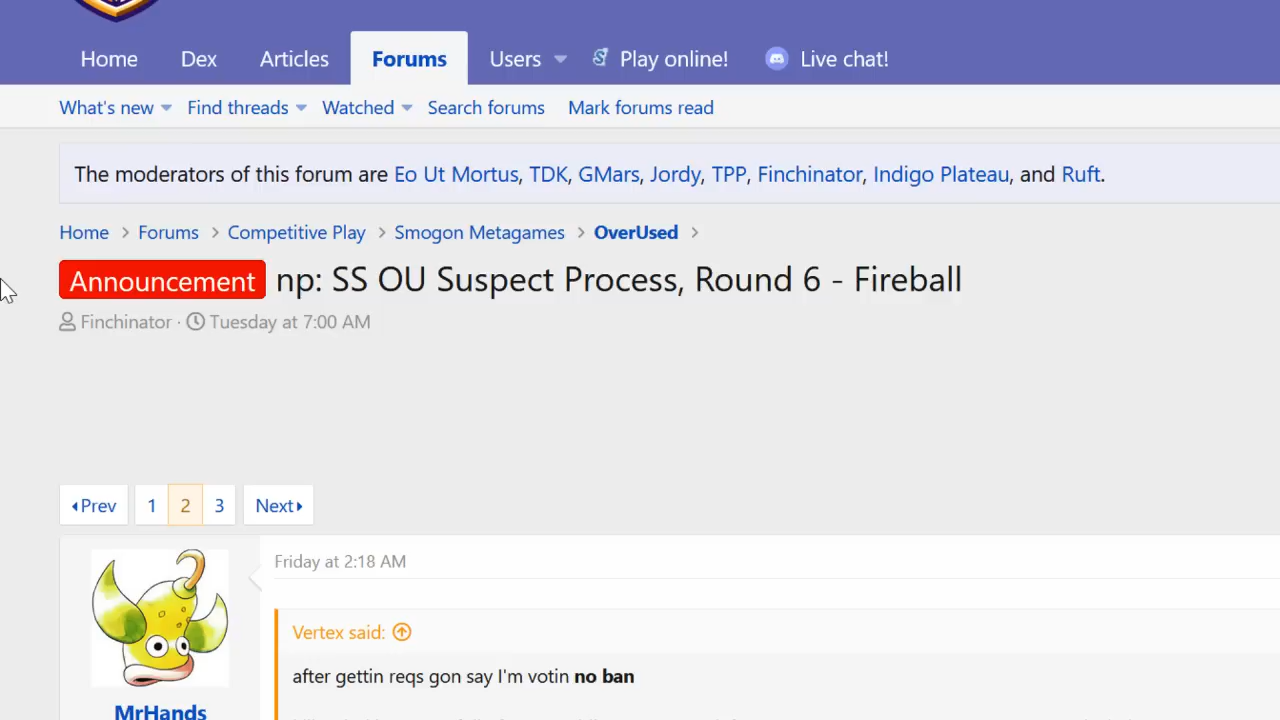 Home Dex Articles Forums Users Play online! Live chat!
What's new Find threads Watched Search forums Mark forums read
The moderators of this forum are Eo Ut Mortus, TDK, GMars, Jordy, TPP, Finchinator, Indigo Plateau, and Ruft.
Home > Forums > Competitive Play > Smogon Metagames > OverUsed >
Announcement np: SS OU Suspect Process, Round 6 - Fireball
Finchinator · Tuesday at 7:00 AM
Prev 1 2 3 Next
Friday at 2:18 AM
Vertex said:
after gettin reqs gon say I'm votin no ban
MrHands